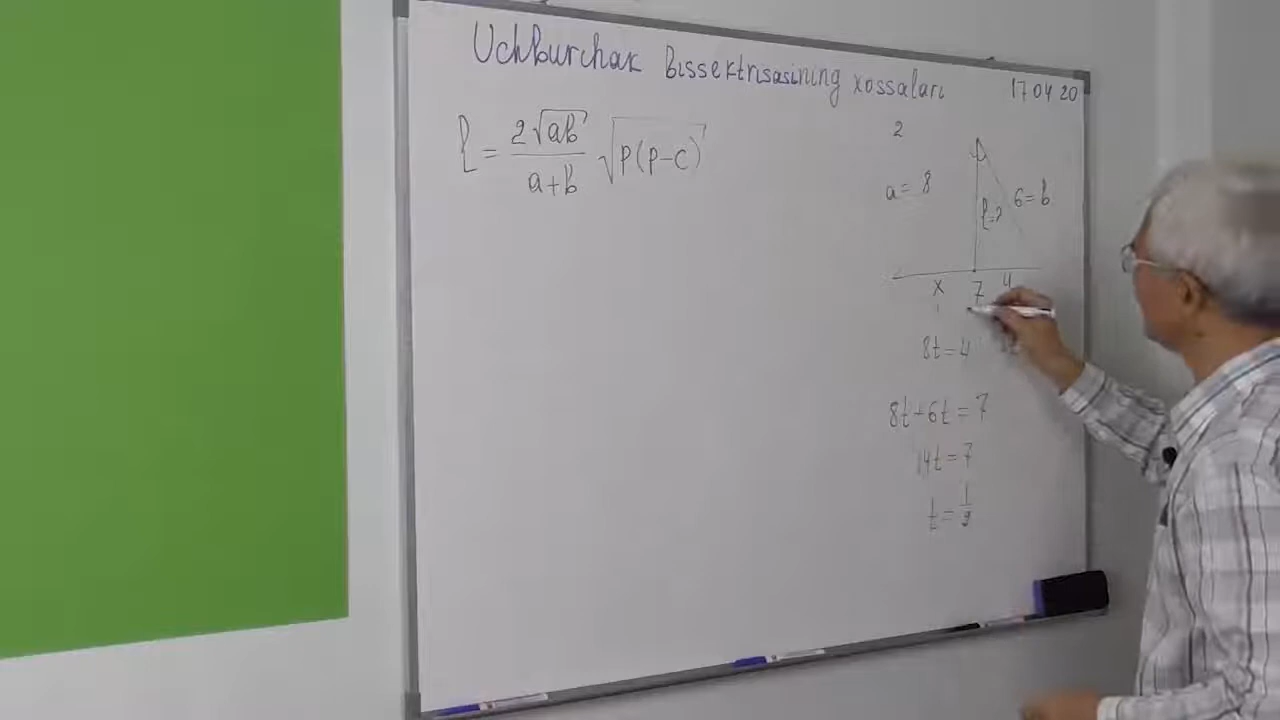 Uchburchak Bissektrisasining xossalari 17 04 20
l = 2√ab / a+b √p(p-c)
2
a = 8
l=?
6 = b
x 7 4
8t = 4
8t+6t = 7
14t = 7
t = 1/2